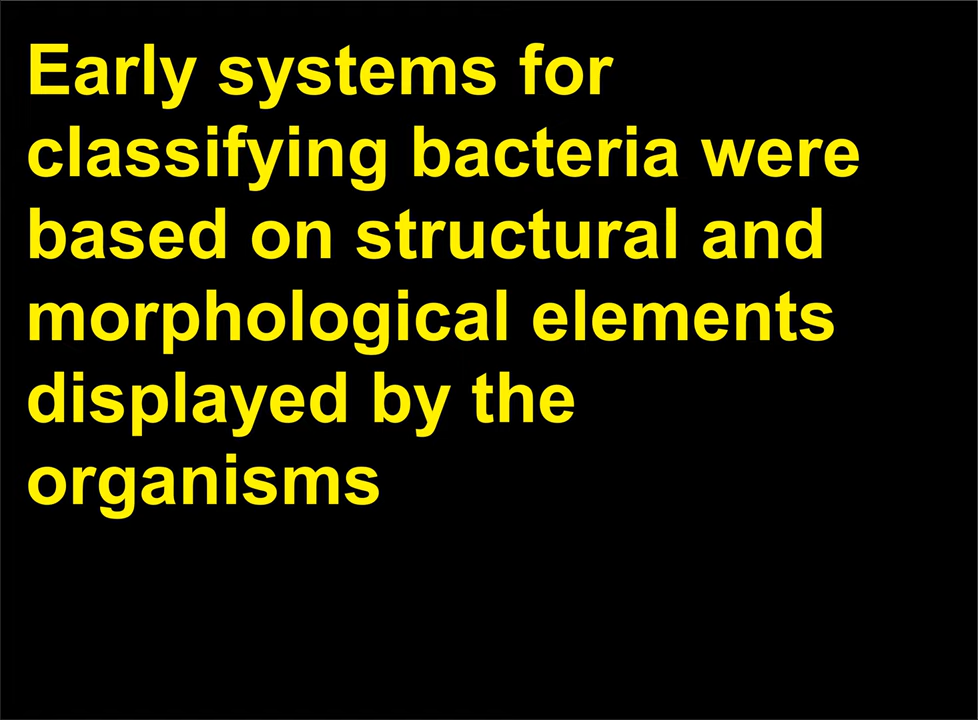 Early systems for
classifying bacteria were
based on structural and
morphological elements
displayed by the
organisms